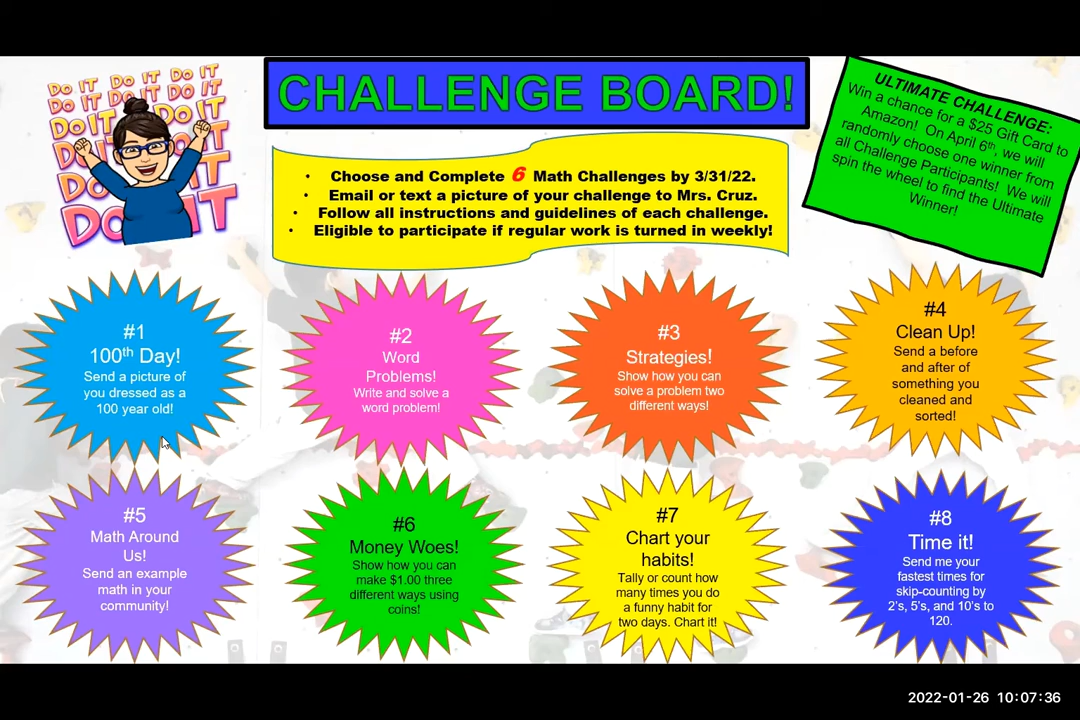 DO IT DO IT DO IT
DO IT DO IT DO IT
DO IT DO IT
DO IT
CHALLENGE BOARD!
• Choose and Complete 6 Math Challenges by 3/31/22.
• Email or text a picture of your challenge to Mrs. Cruz.
• Follow all instructions and guidelines of each challenge.
• Eligible to participate if regular work is turned in weekly!
ULTIMATE CHALLENGE:
Win a chance for a $25 Gift Card to
Amazon! On April 6th, we will
randomly choose one winner from
all Challenge Participants! We will
spin the wheel to find the Ultimate
Winner!
#1
100th Day!
Send a picture of
you dressed as a
100 year old!
#2
Word
Problems!
Write and solve a
word problem!
#3
Strategies!
Show how you can
solve a problem two
different ways!
#4
Clean Up!
Send a before
and after of
something you
cleaned and
sorted!
#5
Math Around
Us!
Send an example
math in your
community!
#6
Money Woes!
Show how you can
make $1.00 three
different ways using
coins!
#7
Chart your
habits!
Tally or count how
many times you do
a funny habit for
two days. Chart it!
#8
Time it!
Send me your
fastest times for
skip-counting by
2's, 5's, and 10's to
120.
2022-01-26 10:07:36